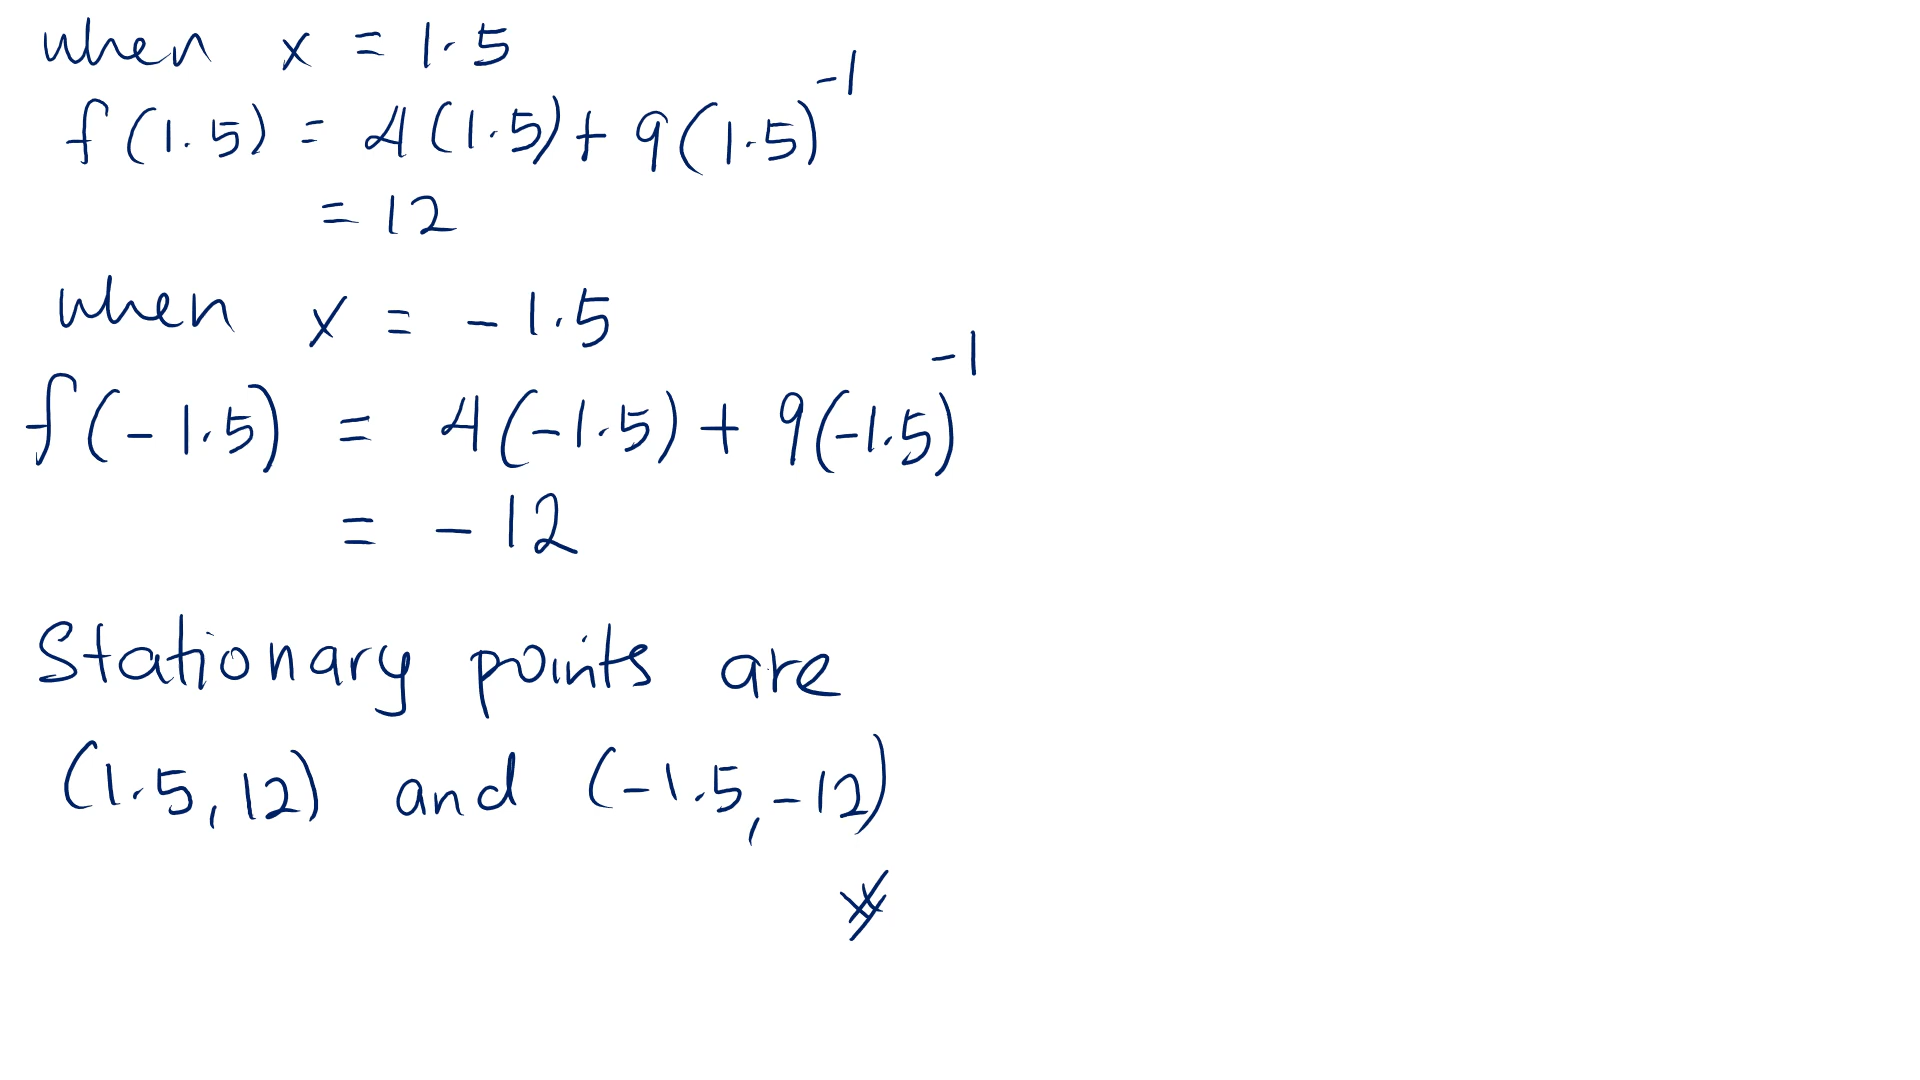 when x = 1.5
f(1.5) = 4(1.5) + 9(1.5)⁻¹
= 12
when x = -1.5
f(-1.5) = 4(-1.5) + 9(-1.5)⁻¹
= -12
Stationary points are
(1.5, 12) and (-1.5, -12)